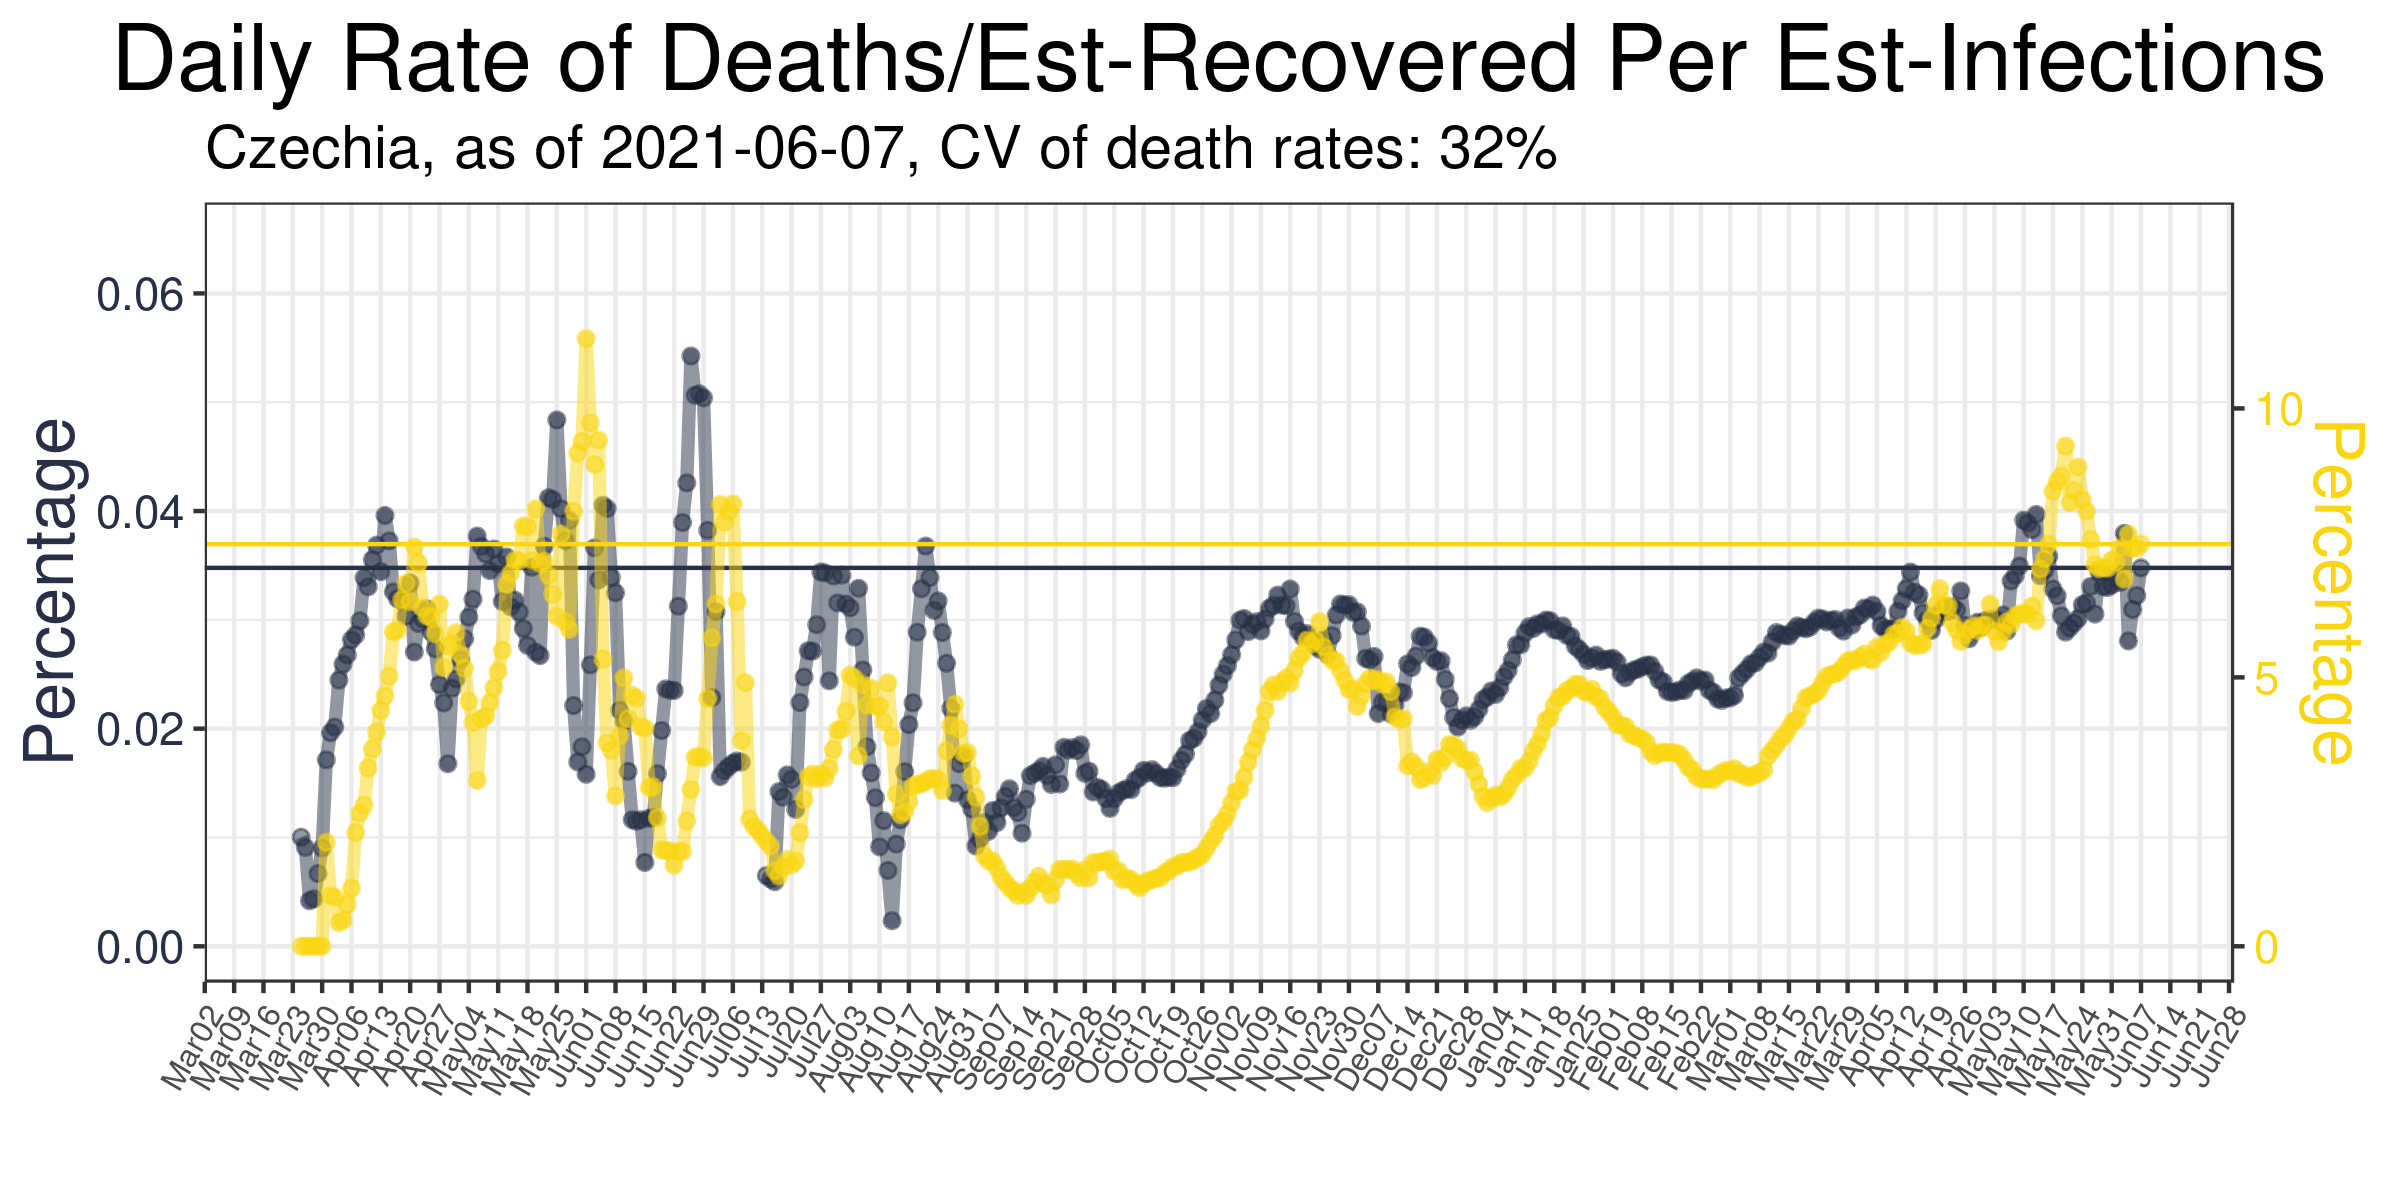 Daily Rate of Deaths/Est-Recovered Per Est-Infections
Czechia, as of 2021-06-07, CV of death rates: 32%
Percentage
0.06
0.04
0.02
0.00
10
5
0
Percentage
Mar02
Mar09
Mar16
Mar23
Mar30
Apr06
Apr13
Apr20
Apr27
May04
May11
May18
May25
Jun01
Jun08
Jun15
Jun22
Jun29
Jul06
Jul13
Jul20
Jul27
Aug03
Aug10
Aug17
Aug24
Aug31
Sep07
Sep14
Sep21
Sep28
Oct05
Oct12
Oct19
Oct26
Nov02
Nov09
Nov16
Nov23
Nov30
Dec07
Dec14
Dec21
Dec28
Jan04
Jan11
Jan18
Jan25
Feb01
Feb08
Feb15
Feb22
Mar01
Mar08
Mar15
Mar22
Mar29
Apr05
Apr12
Apr19
Apr26
May03
May10
May17
May24
May31
Jun07
Jun14
Jun21
Jun28